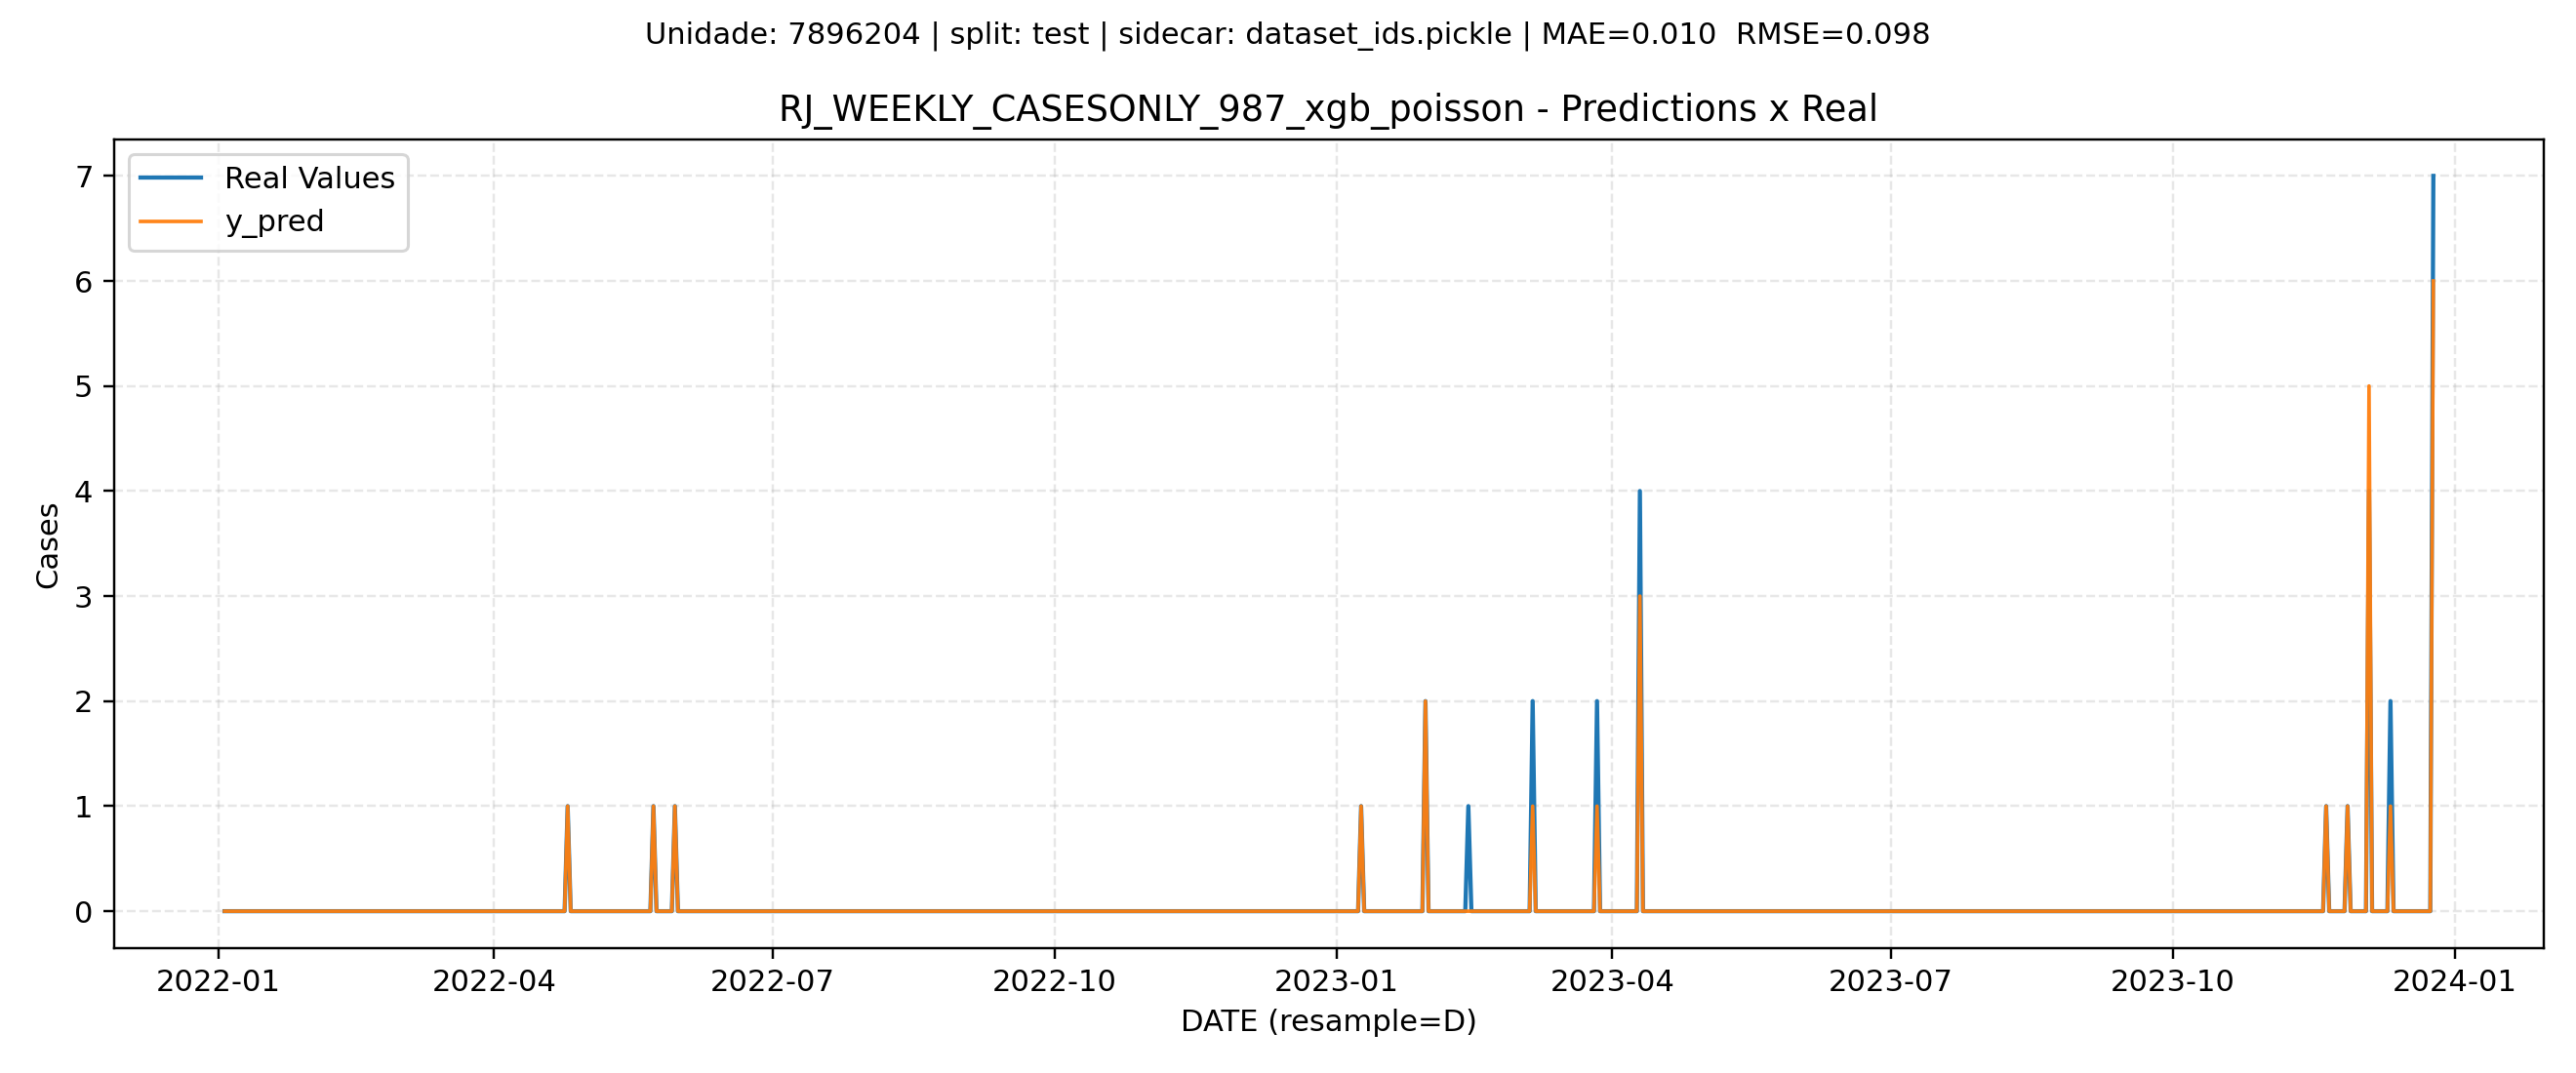 Unidade: 7896204 | split: test | sidecar: dataset_ids.pickle | MAE=0.010  RMSE=0.098
RJ_WEEKLY_CASESONLY_987_xgb_poisson - Predictions x Real
Real Values
y_pred
7
6
5
4
3
2
1
0
Cases
2022-01 2022-04 2022-07 2022-10 2023-01 2023-04 2023-07 2023-10 2024-01
DATE (resample=D)